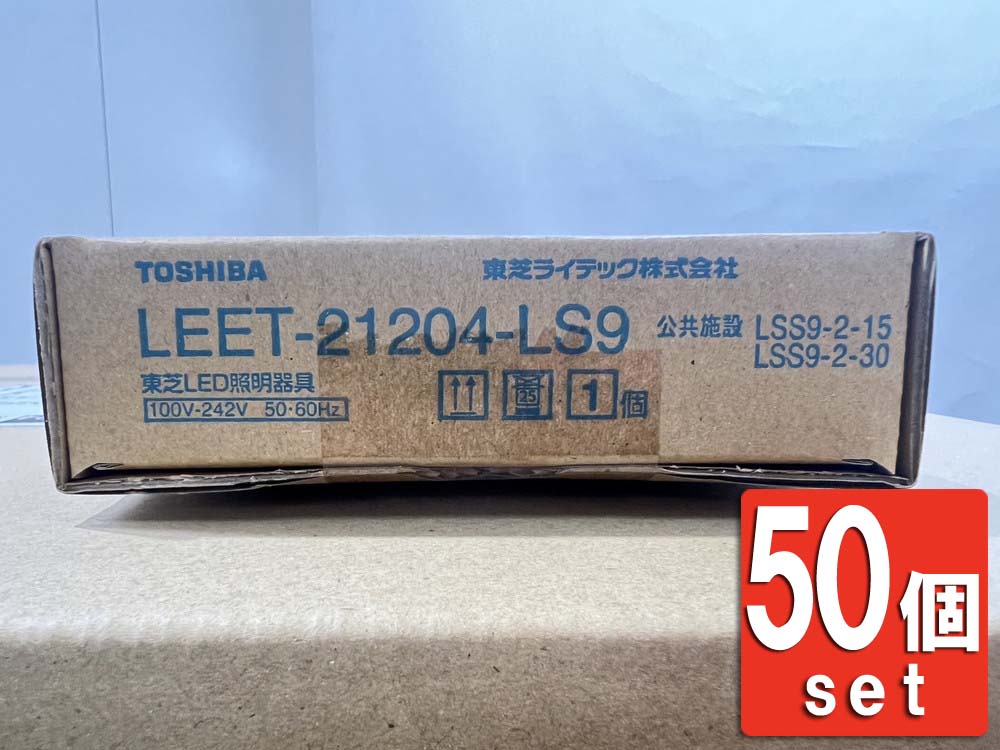 TOSHIBA 東芝ライテック株式会社
LEET-21204-LS9 公共施設 LSS9-2-15
LSS9-2-30
東芝LED照明器具
100V-242V 50・60Hz
25 1個
50個
set